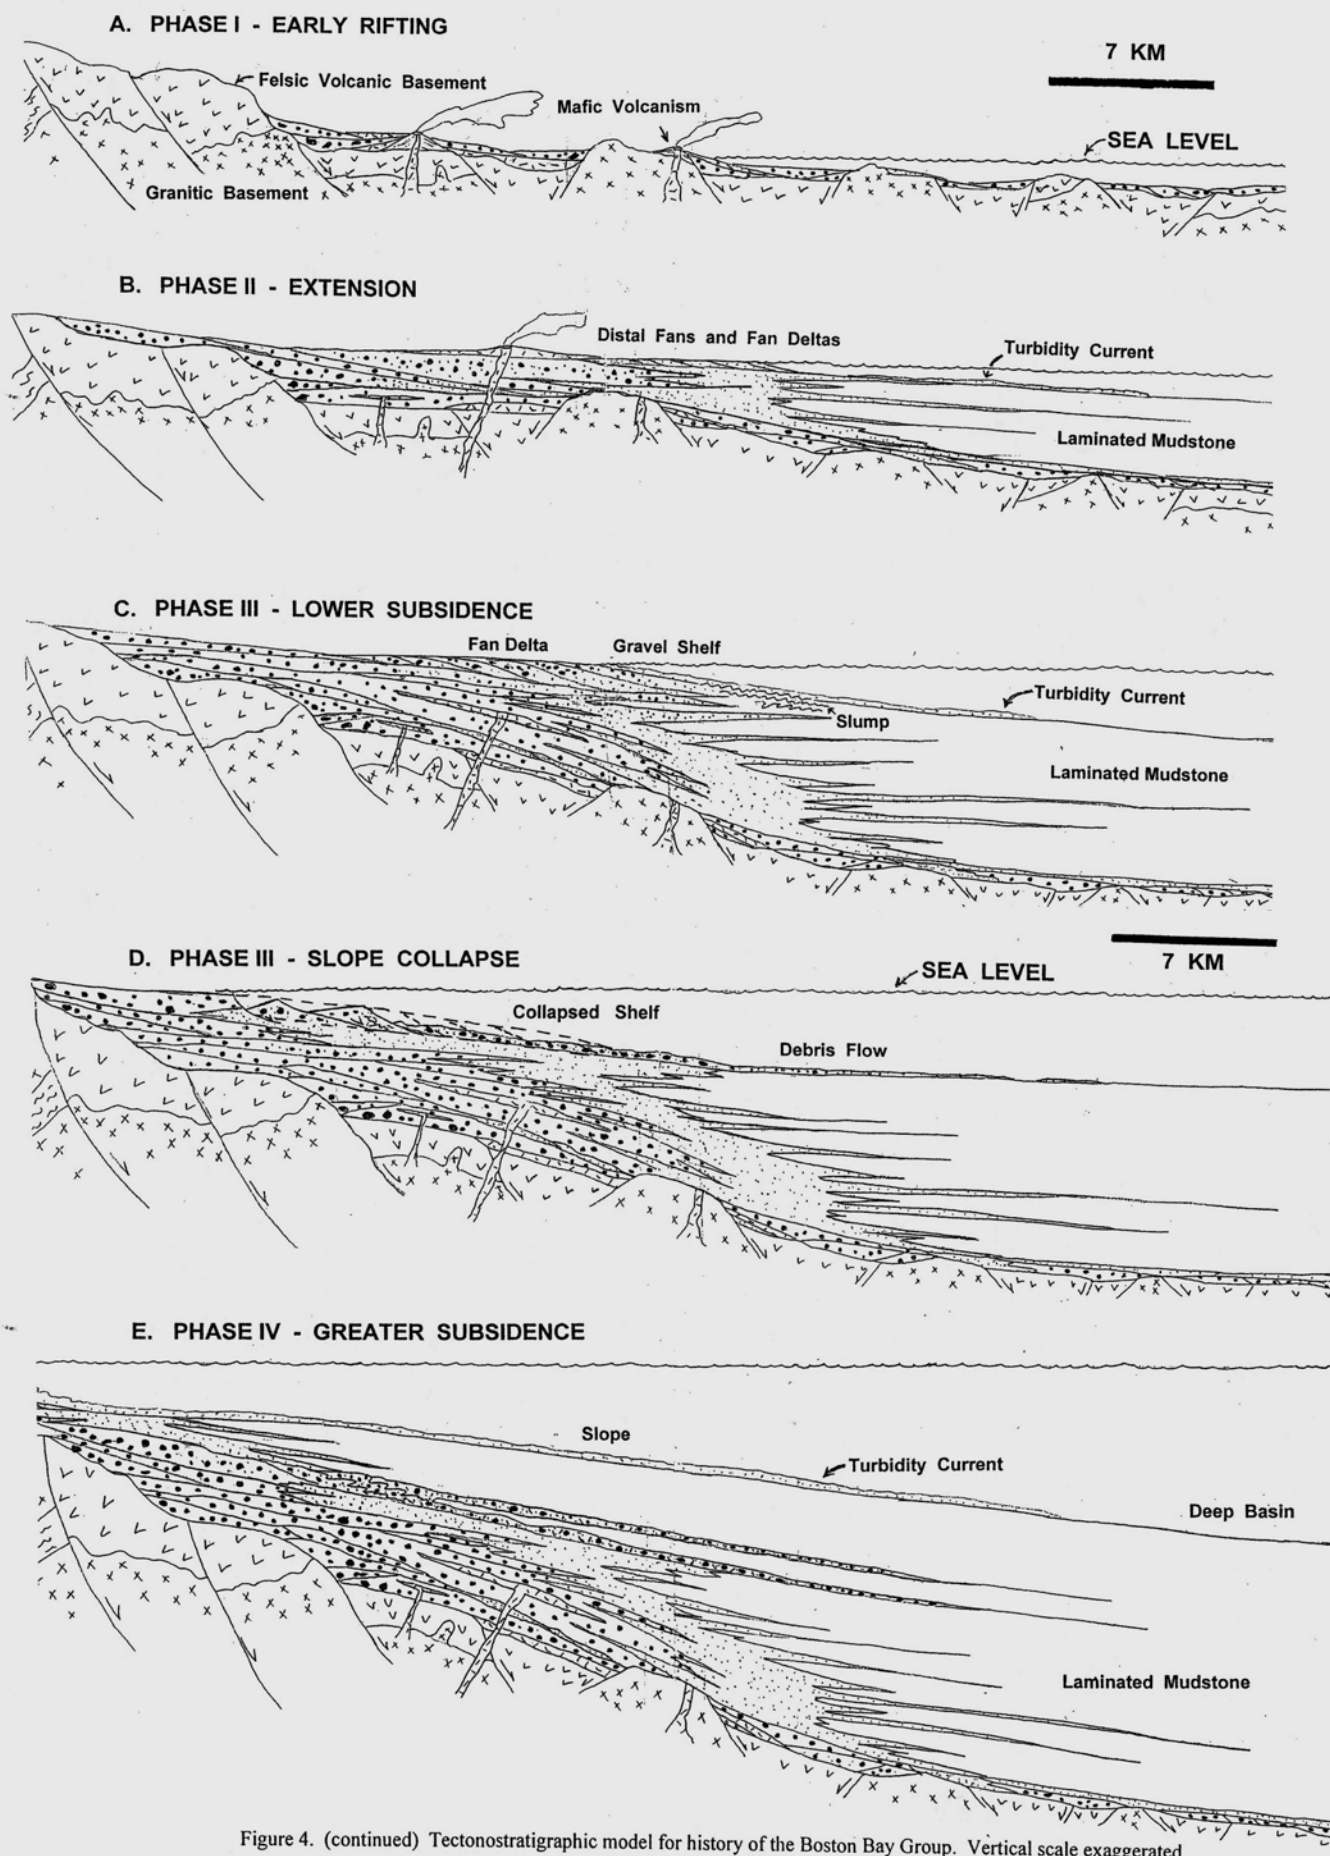 A. PHASE I - EARLY RIFTING
7 KM
Felsic Volcanic Basement
Mafic Volcanism
SEA LEVEL
Granitic Basement
B. PHASE II - EXTENSION
Distal Fans and Fan Deltas
Turbidity Current
Laminated Mudstone
C. PHASE III - LOWER SUBSIDENCE
Fan Delta
Gravel Shelf
Turbidity Current
Slump
Laminated Mudstone
D. PHASE III - SLOPE COLLAPSE
7 KM
SEA LEVEL
Collapsed Shelf
Debris Flow
E. PHASE IV - GREATER SUBSIDENCE
Slope
Turbidity Current
Deep Basin
Laminated Mudstone
Figure 4. (continued) Tectonostratigraphic model for history of the Boston Bay Group. Vertical scale exaggerated